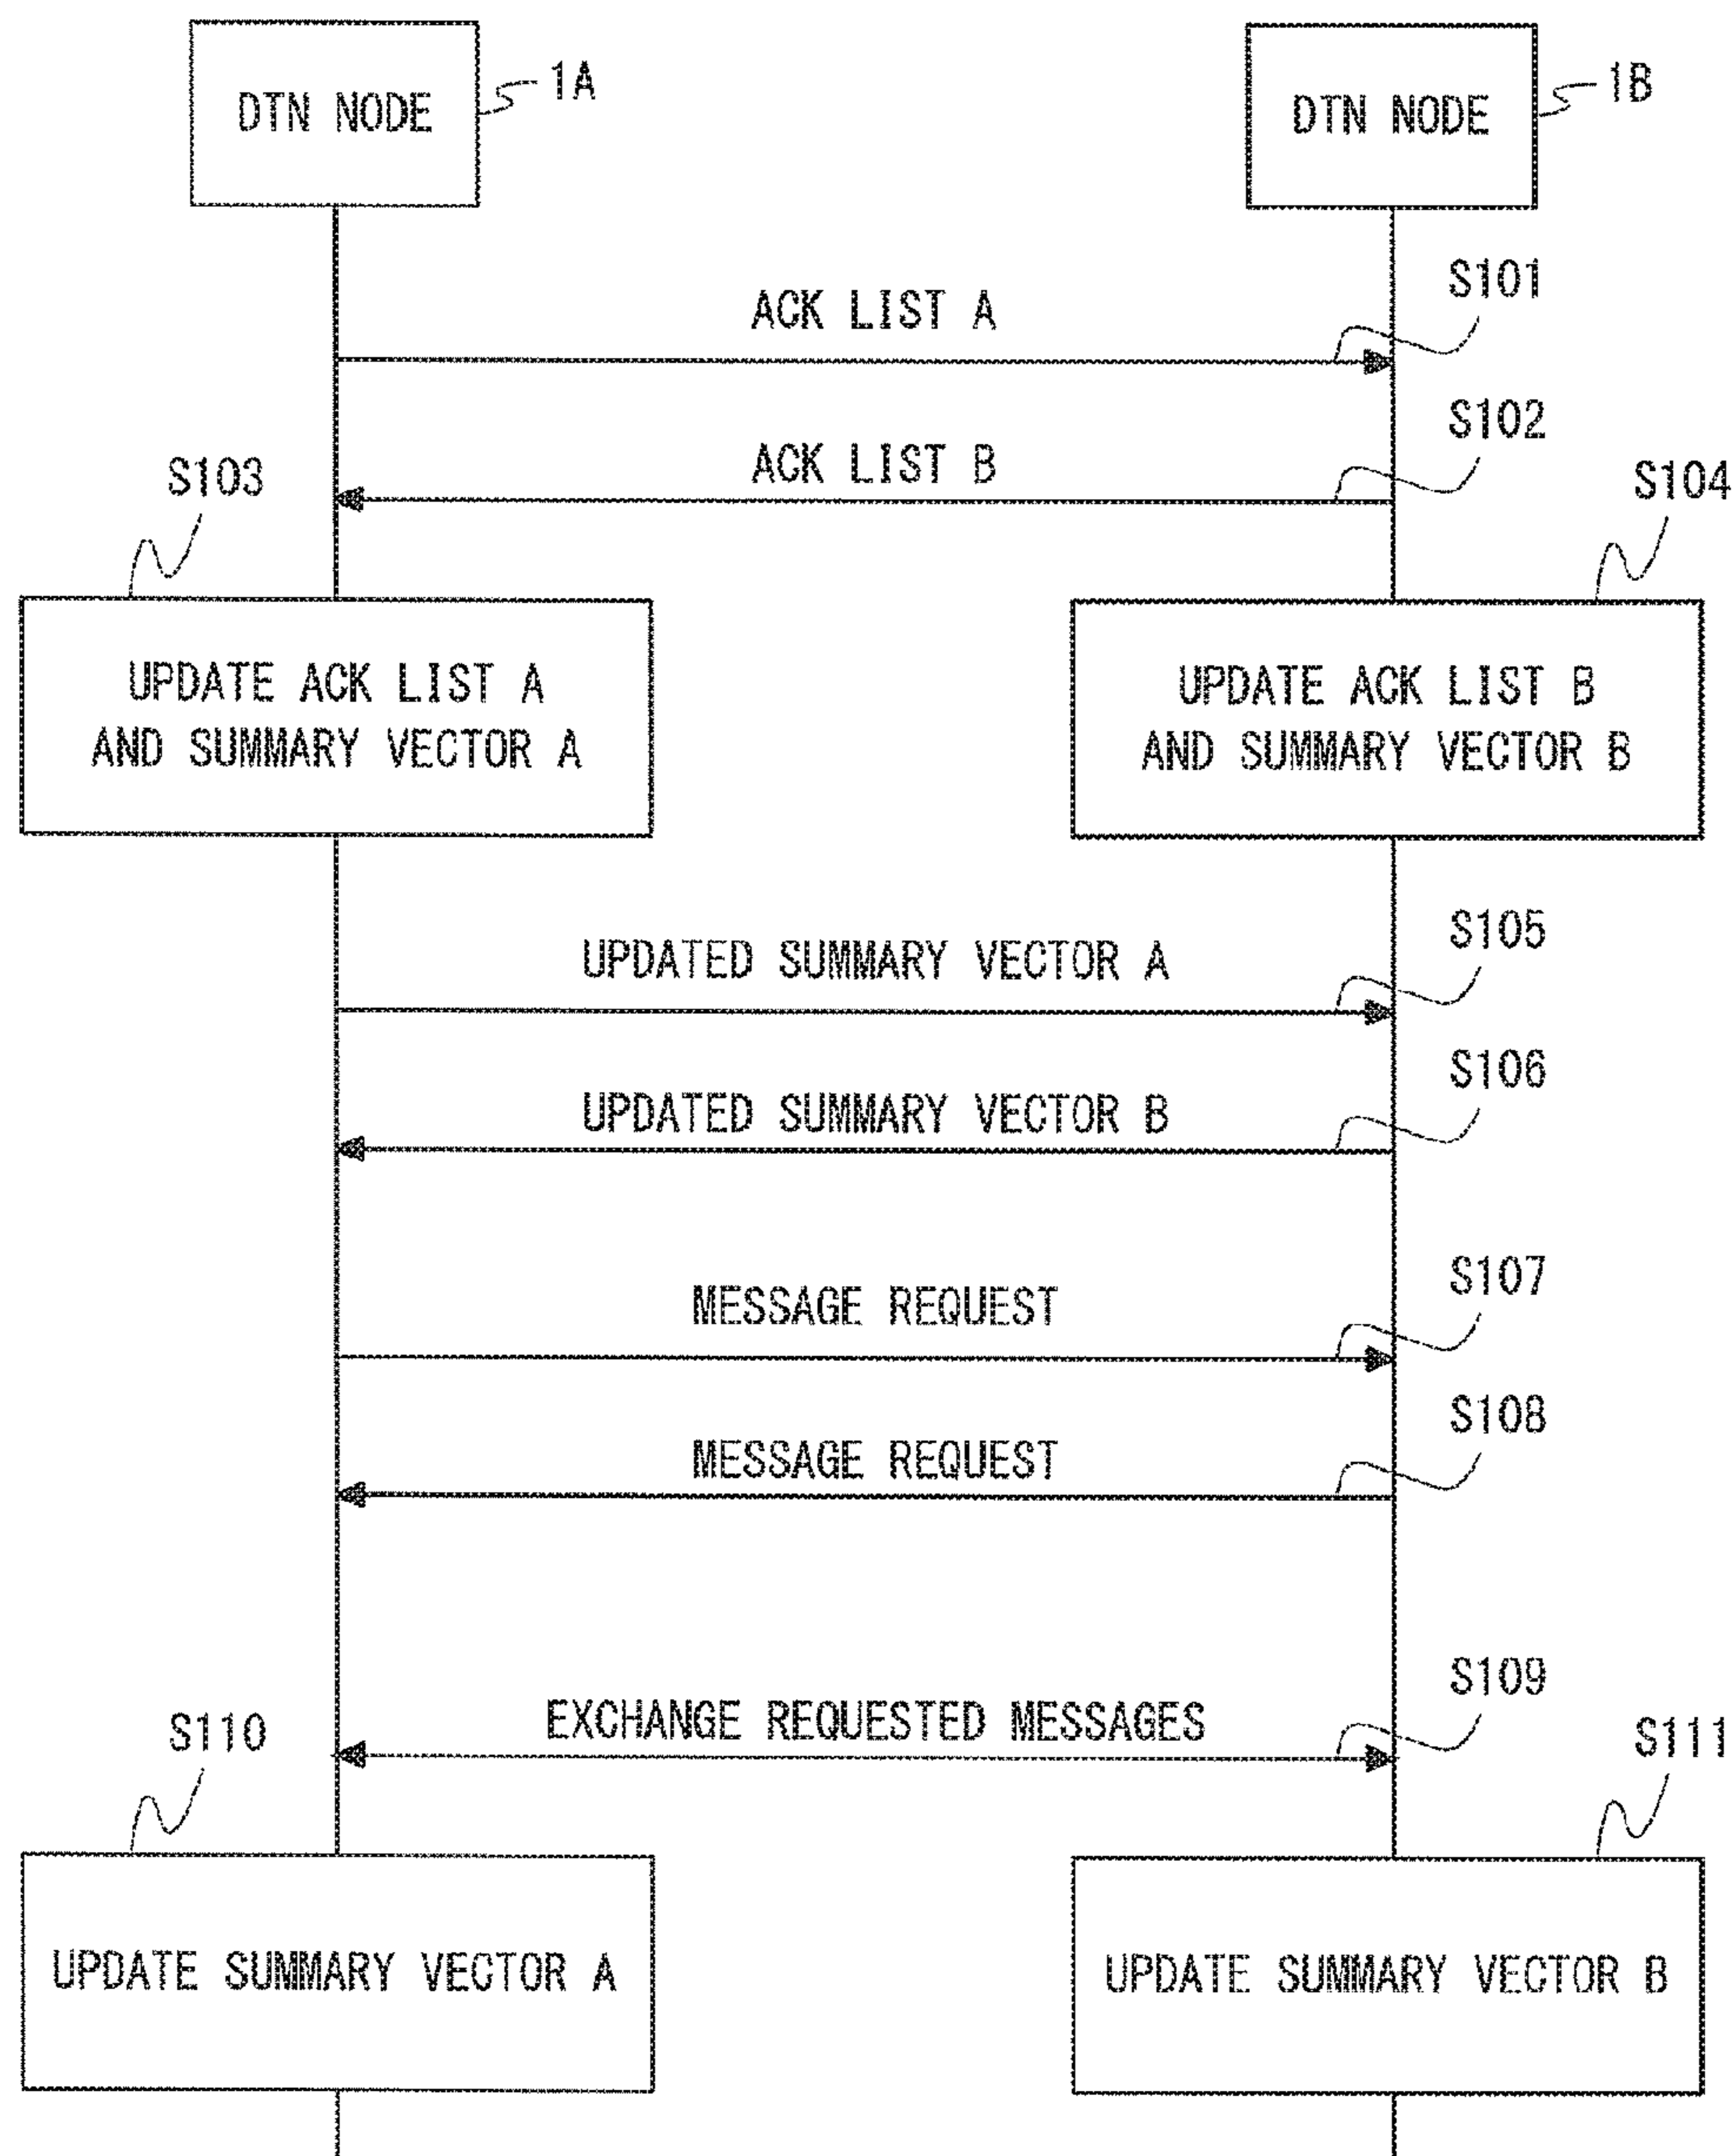 DTN NODE
1A
DTN NODE
1B
S101
ACK LIST A
S102
ACK LIST B
S103
S104
UPDATE ACK LIST A
AND SUMMARY VECTOR A
UPDATE ACK LIST B
AND SUMMARY VECTOR B
S105
UPDATED SUMMARY VECTOR A
S106
UPDATED SUMMARY VECTOR B
S107
MESSAGE REQUEST
S108
MESSAGE REQUEST
S109
EXCHANGE REQUESTED MESSAGES
S110
S111
UPDATE SUMMARY VECTOR A
UPDATE SUMMARY VECTOR B